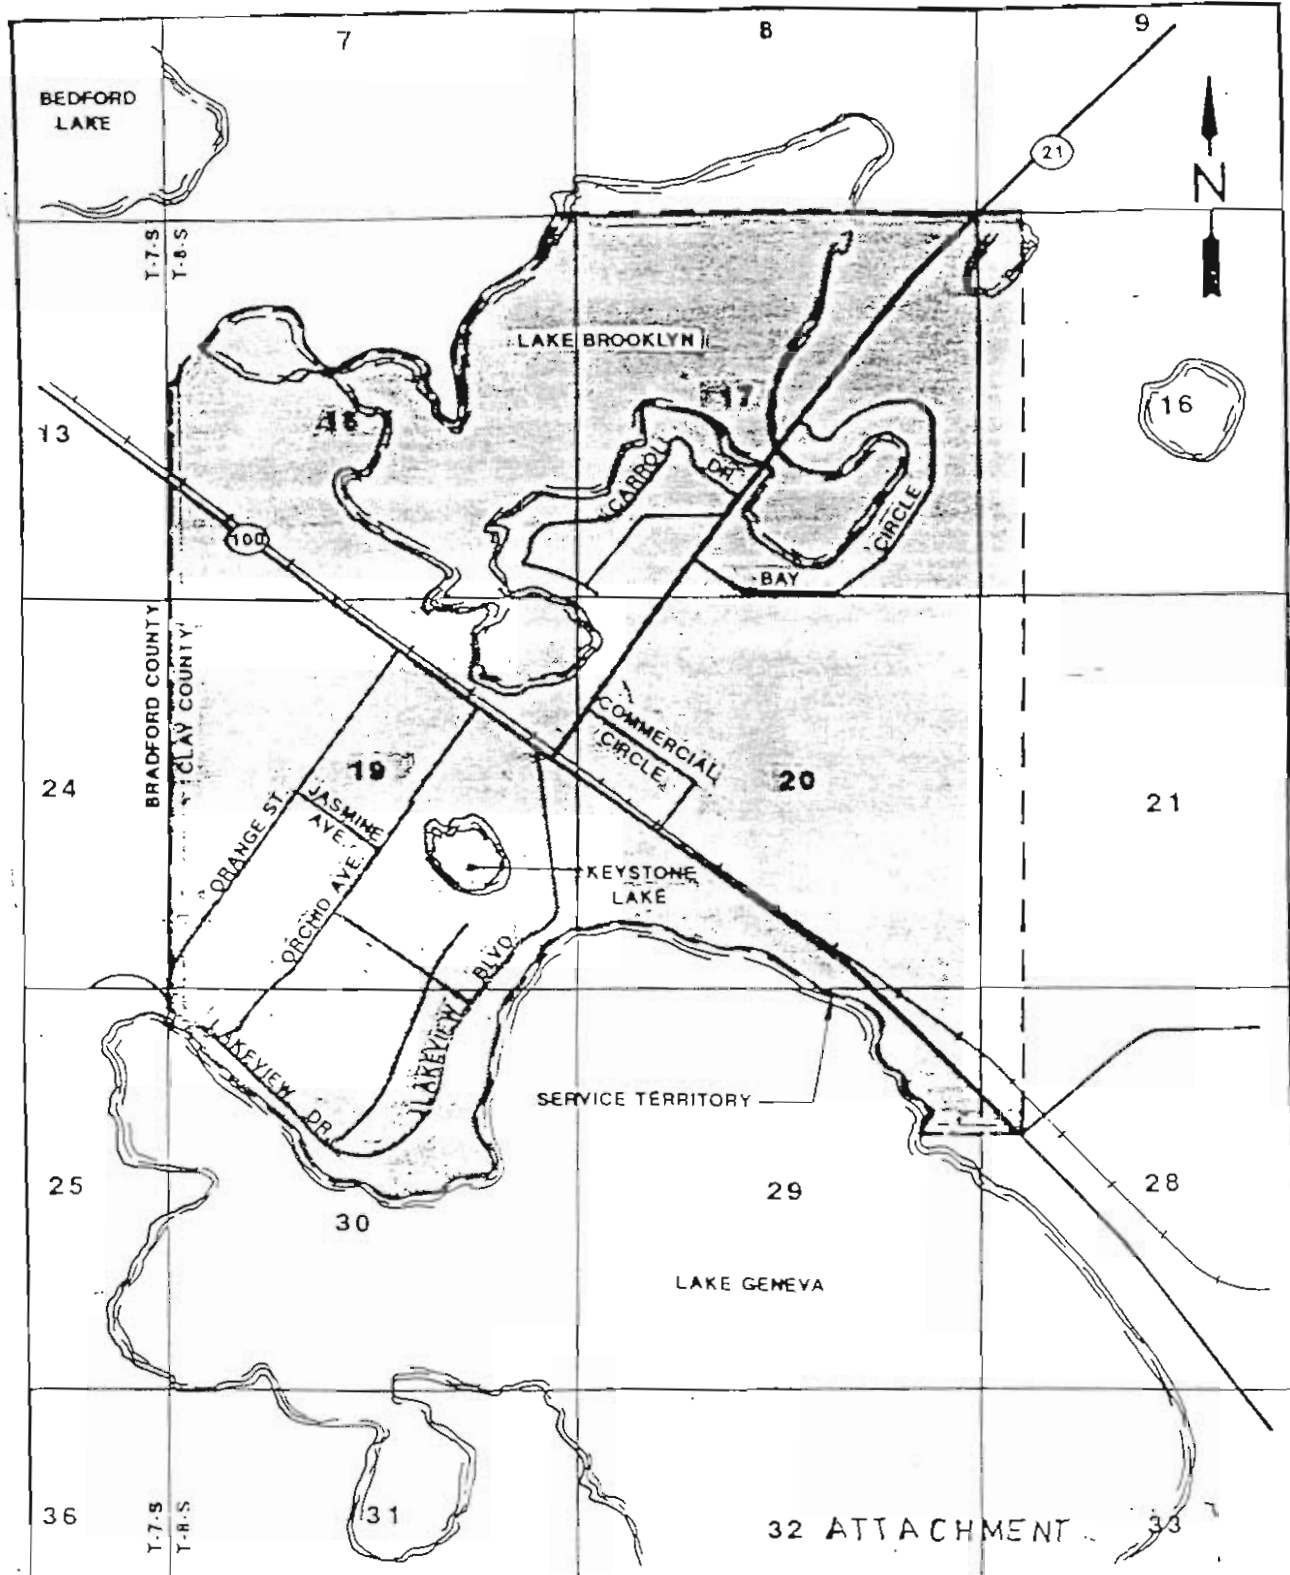 7
8
9
BEDFORD
LAKE
21
N
T-7-S
T-8-S
LAKE BROOKLYN
17
16
18
13
CARROLL
DR.
100
CIRCLE
BAY
BRADFORD COUNTY
CLAY COUNTY
COMMERCIAL
CIRCLE
19
20
24
21
JASMINE
AVE.
ORANGE ST.
ORCHID AVE.
KEYSTONE
LAKE
LAKEVIEW BLVD
LAKEVIEW DR.
SERVICE TERRITORY
25
30
29
28
LAKE GENEVA
36
T-7-S
T-8-S
31
32 ATTACHMENT
33